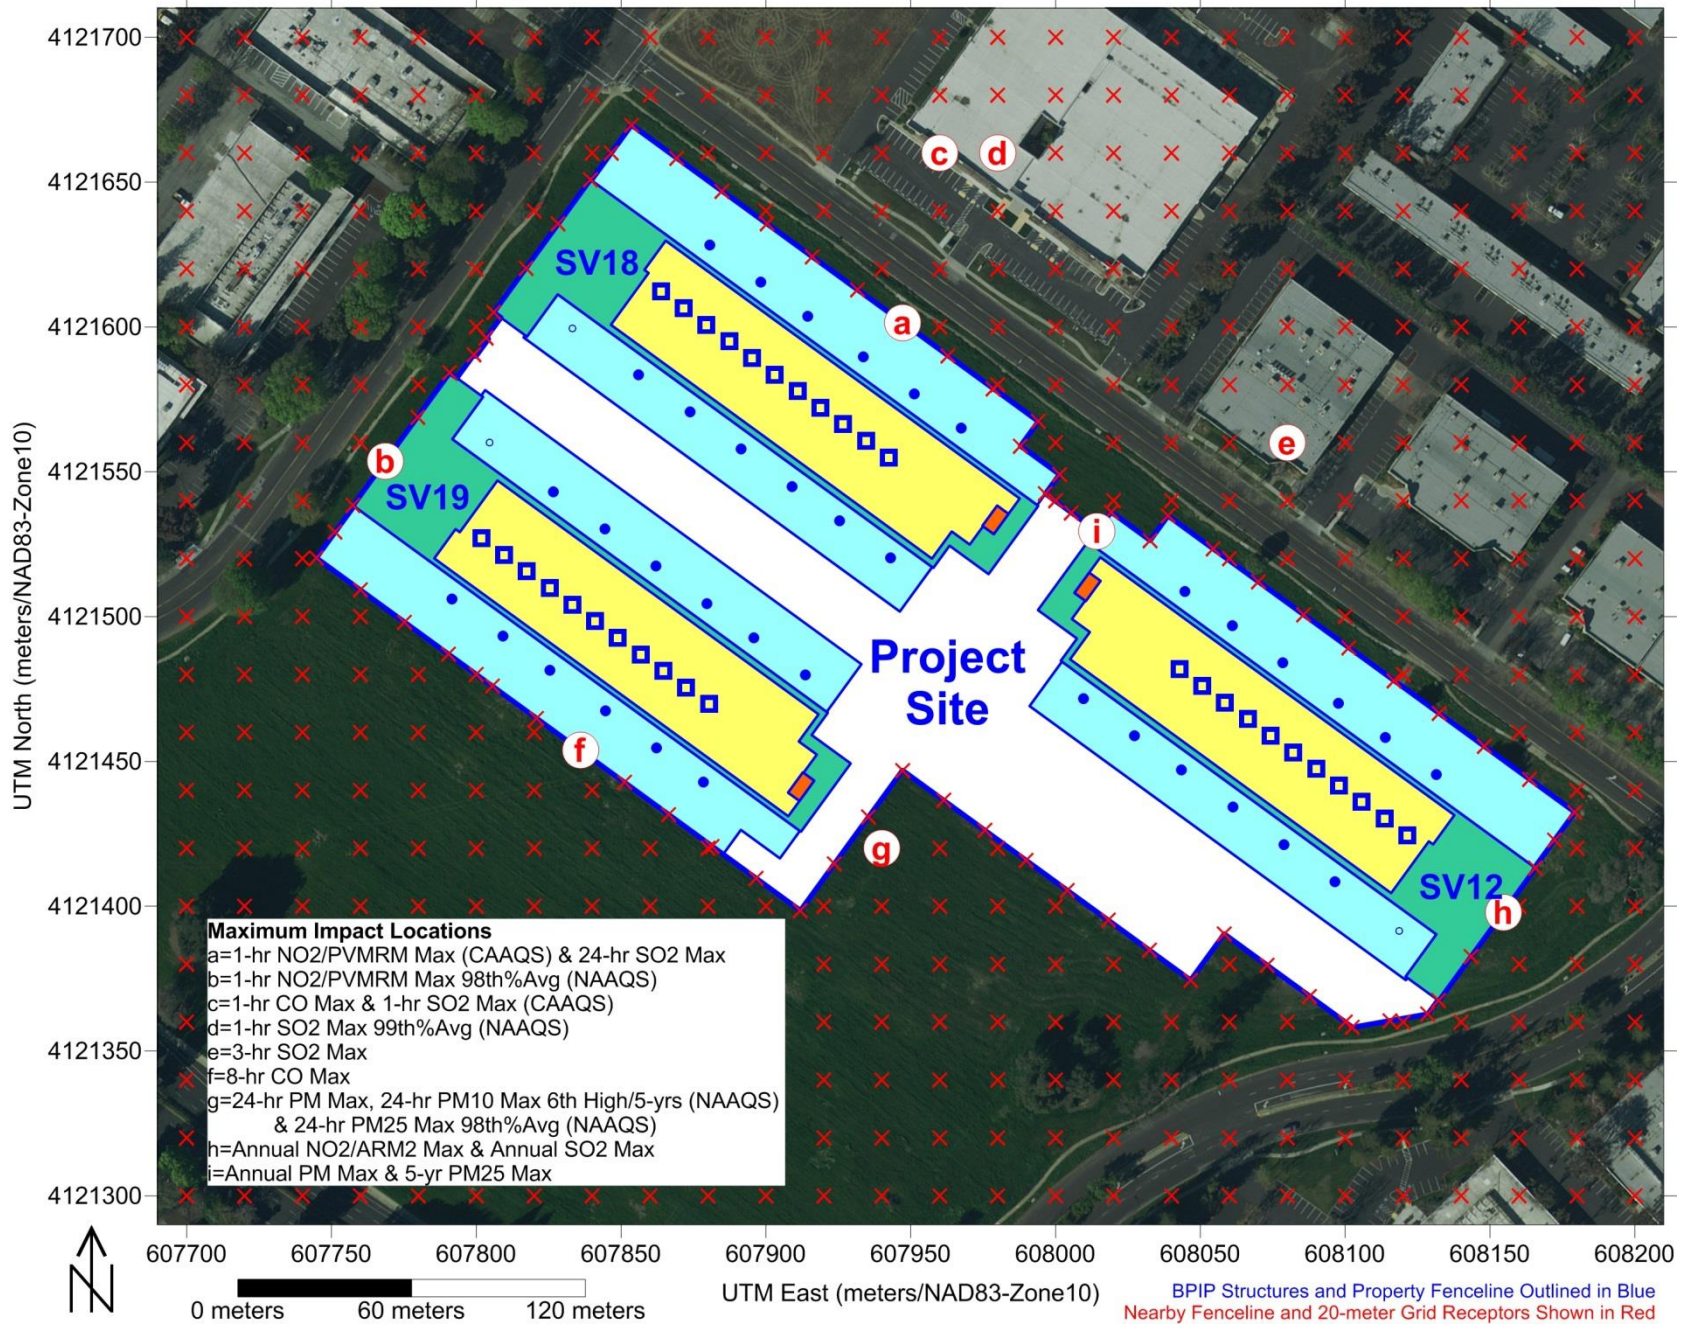 4121700
4121650
4121600
4121550
4121500
4121450
4121400
4121350
4121300
UTM North (meters/NAD83-Zone10)
c
d
SV18
a
e
b
SV19
i
Project
Site
f
g
SV12
h
Maximum Impact Locations
a=1-hr NO2/PVMRM Max (CAAQS) & 24-hr SO2 Max
b=1-hr NO2/PVMRM Max 98th%Avg (NAAQS)
c=1-hr CO Max & 1-hr SO2 Max (CAAQS)
d=1-hr SO2 Max 99th%Avg (NAAQS)
e=3-hr SO2 Max
f=8-hr CO Max
g=24-hr PM Max, 24-hr PM10 Max 6th High/5-yrs (NAAQS)
& 24-hr PM25 Max 98th%Avg (NAAQS)
h=Annual NO2/ARM2 Max & Annual SO2 Max
i=Annual PM Max & 5-yr PM25 Max
607700 607750 607800 607850 607900 607950 608000 608050 608100 608150 608200
N
0 meters 60 meters 120 meters
UTM East (meters/NAD83-Zone10)
BPIP Structures and Property Fenceline Outlined in Blue
Nearby Fenceline and 20-meter Grid Receptors Shown in Red